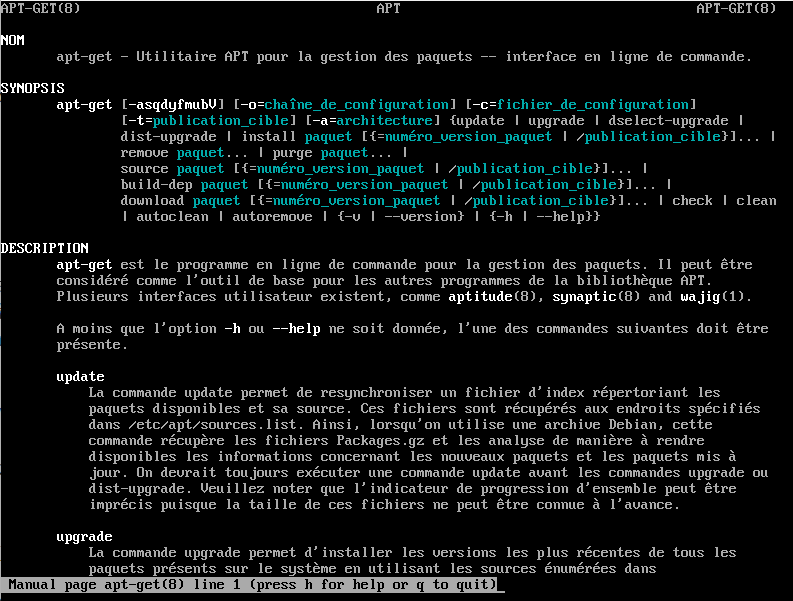 APT-GET(8) APT APT-GET(8)
NOM
apt-get - Utilitaire APT pour la gestion des paquets -- interface en ligne de commande.
SYNOPSIS
apt-get [-asqdyfmubV] [-o=chaîne_de_configuration] [-c=fichier_de_configuration]
[-t=publication_cible] [-a=architecture] {update | upgrade | dselect-upgrade |
dist-upgrade | install paquet [{=numéro_version_paquet | /publication_cible}]... |
remove paquet... | purge paquet... |
source paquet [{=numéro_version_paquet | /publication_cible}]... |
build-dep paquet [{=numéro_version_paquet | /publication_cible}]... |
download paquet [{=numéro_version_paquet | /publication_cible}]... | check | clean
| autoclean | autoremove | {-v | --version} | {-h | --help}}
DESCRIPTION
apt-get est le programme en ligne de commande pour la gestion des paquets. Il peut être
considéré comme l'outil de base pour les autres programmes de la bibliothèque APT.
Plusieurs interfaces utilisateur existent, comme aptitude(8), synaptic(8) and wajig(1).
A moins que l'option -h ou --help ne soit donnée, l'une des commandes suivantes doit être
présente.
update
La commande update permet de resynchroniser un fichier d'index répertoriant les
paquets disponibles et sa source. Ces fichiers sont récupérés aux endroits spécifiés
dans /etc/apt/sources.list. Ainsi, lorsqu'on utilise une archive Debian, cette
commande récupère les fichiers Packages.gz et les analyse de manière à rendre
disponibles les informations concernant les nouveaux paquets et les paquets mis à
jour. On devrait toujours exécuter une commande update avant les commandes upgrade ou
dist-upgrade. Veuillez noter que l'indicateur de progression d'ensemble peut être
imprécis puisque la taille de ces fichiers ne peut être connue à l'avance.
upgrade
La commande upgrade permet d'installer les versions les plus récentes de tous les
paquets présents sur le système en utilisant les sources énumérées dans
Manual page apt-get(8) line 1 (press h for help or q to quit)